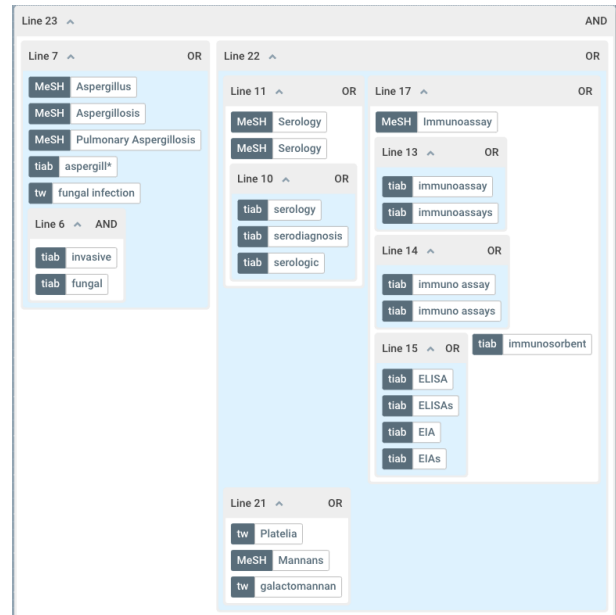 Line 23 AND
Line 7 OR
MeSH Aspergillus
MeSH Aspergillosis
MeSH Pulmonary Aspergillosis
tiab aspergill*
tw fungal infection
Line 6 AND
tiab invasive
tiab fungal
Line 22 OR
Line 11 OR
MeSH Serology
MeSH Serology
Line 10 OR
tiab serology
tiab serodiagnosis
tiab serologic
Line 17 OR
MeSH Immunoassay
Line 13 OR
tiab immunoassay
tiab immunoassays
Line 14 OR
tiab immuno assay
tiab immuno assays
Line 15 OR
tiab ELISA
tiab ELISAs
tiab EIA
tiab EIAs
tiab immunosorbent
Line 21 OR
tw Platelia
MeSH Mannans
tw galactomannan